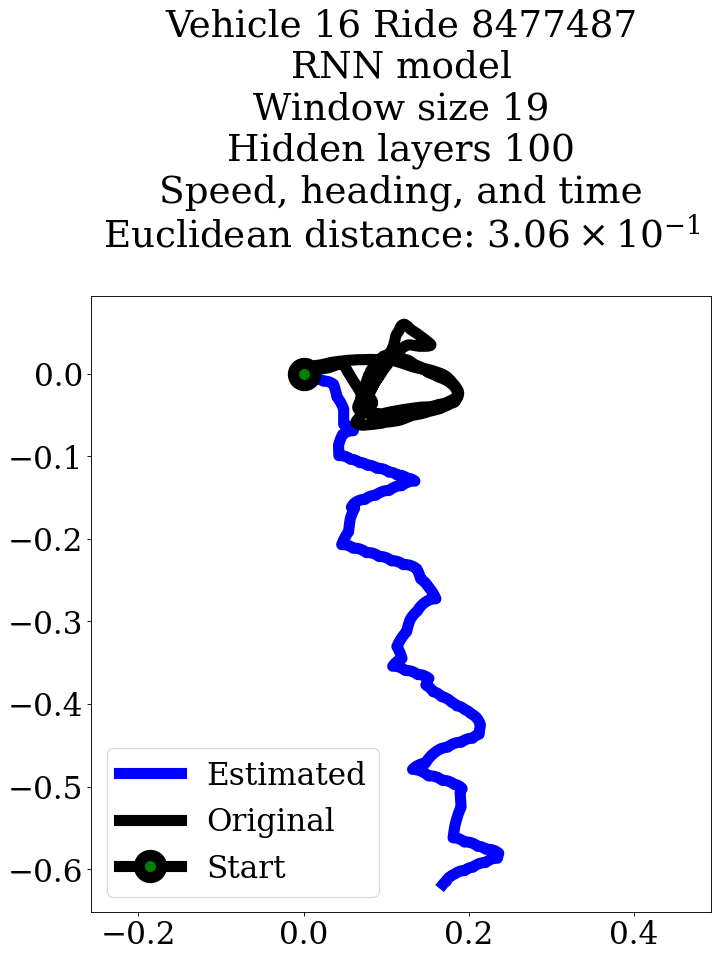 Vehicle 16 Ride 8477487
RNN model
Window size 19
Hidden layers 100
Speed, heading, and time
Euclidean distance: 3.06 × 10⁻¹
0.0
−0.1
−0.2
−0.3
−0.4
−0.5
−0.6
Estimated
Original
Start
−0.2 0.0 0.2 0.4